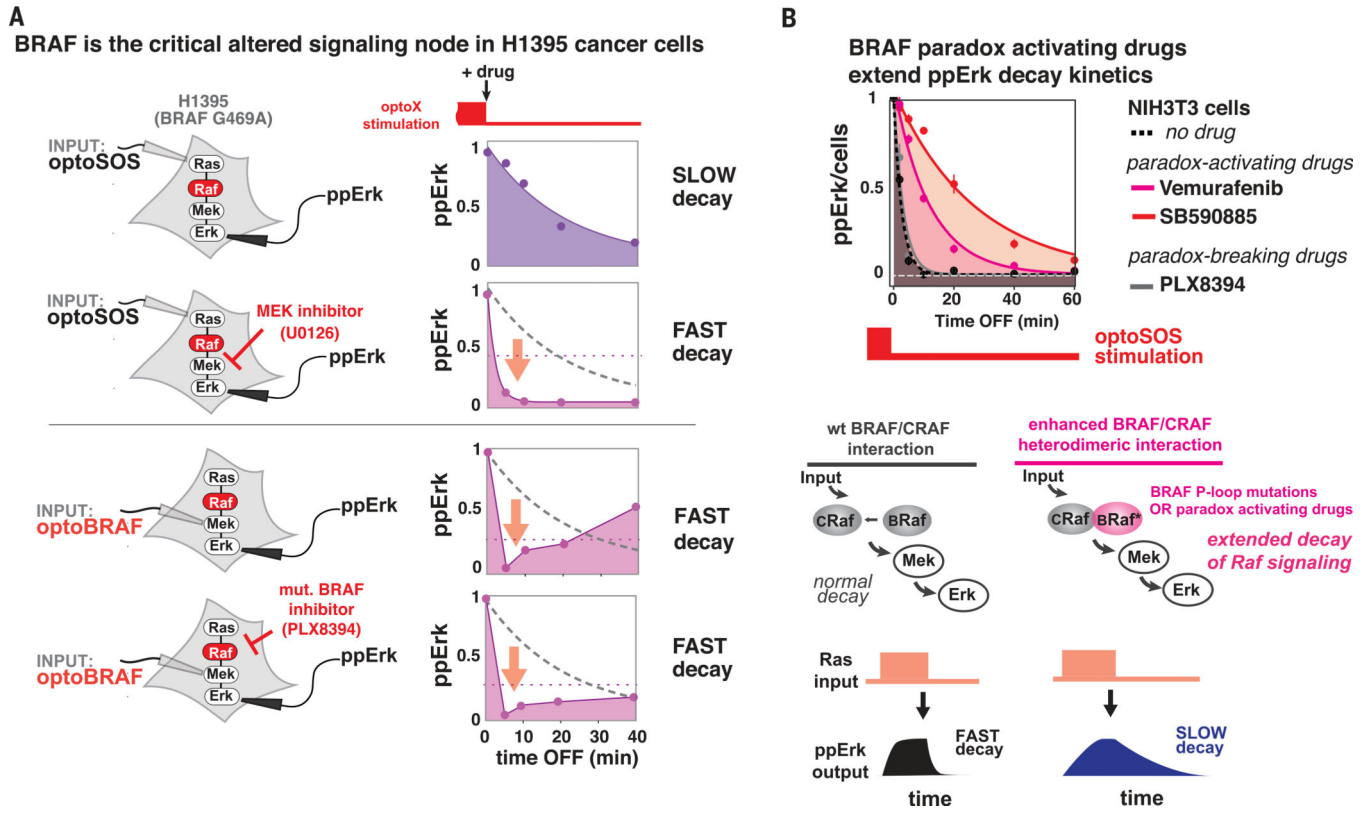 A
BRAF is the critical altered signaling node in H1395 cancer cells
+ drug
H1395
(BRAF G469A)
optoX
stimulation
INPUT:
optoSOS
Ras
Raf
Mek
Erk
ppErk
ppErk
1
0.5
0
SLOW
decay
INPUT:
optoSOS
Ras
Raf
Mek
Erk
MEK inhibitor
(U0126)
ppErk
ppErk
1
0.5
0
FAST
decay
INPUT:
optoBRAF
Ras
Raf
Mek
Erk
ppErk
ppErk
1
0.5
0
FAST
decay
mut. BRAF
inhibitor
(PLX8394)
INPUT:
optoBRAF
Ras
Raf
Mek
Erk
ppErk
ppErk
1
0.5
0
FAST
decay
0 10 20 30 40
time OFF (min)
B
BRAF paradox activating drugs
extend ppErk decay kinetics
ppErk/cells
1
0.5
0
0 20 40 60
Time OFF (min)
NIH3T3 cells
no drug
paradox-activating drugs
Vemurafenib
SB590885
paradox-breaking drugs
PLX8394
optoSOS
stimulation
wt BRAF/CRAF
interaction
Input
cRaf
BRaf
Mek
Erk
normal
decay
enhanced BRAF/CRAF
heterodimeric interaction
Input
cRaf
BRaf*
BRAF P-loop mutations
OR paradox activating drugs
extended decay
of Raf signaling
Mek
Erk
Ras
input
ppErk
output
FAST
decay
time
SLOW
decay
time